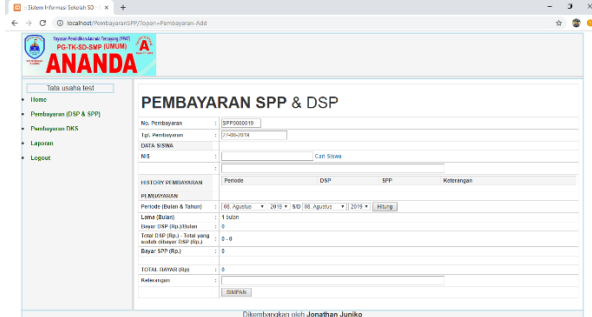 Sistem Informasi Sekolah SD
localhost/PembayaranSPP/?open=Pembayaran-Add
PG-TK-SD-SMP (UMUM)
ANANDA
Tata usaha test
Home
Pembayaran (DSP & SPP)
Pembayaran DKS
Laporan
Logout
PEMBAYARAN SPP & DSP
No. Pembayaran : SPP0000019
Tgl. Pembayaran : 27-08-2019
DATA SISWA
NIS : Cari Siswa
:
HISTORY PEMBAYARAN Periode DSP SPP Keterangan
PEMBAYARAN
Periode (Bulan & Tahun) : 08. Agustus 2019 S/D 08. Agustus 2019 Hitung
Lama (Bulan) : 1 bulan
Bayar DSP (Rp.)/Bulan : 0
Total DSP (Rp.) - Total yang sudah dibayar DSP (Rp.) : 0 - 0
Bayar SPP (Rp.) : 0
TOTAL BAYAR (Rp) : 0
Keterangan :
SIMPAN
Dikembangkan oleh Jonathan Juniko